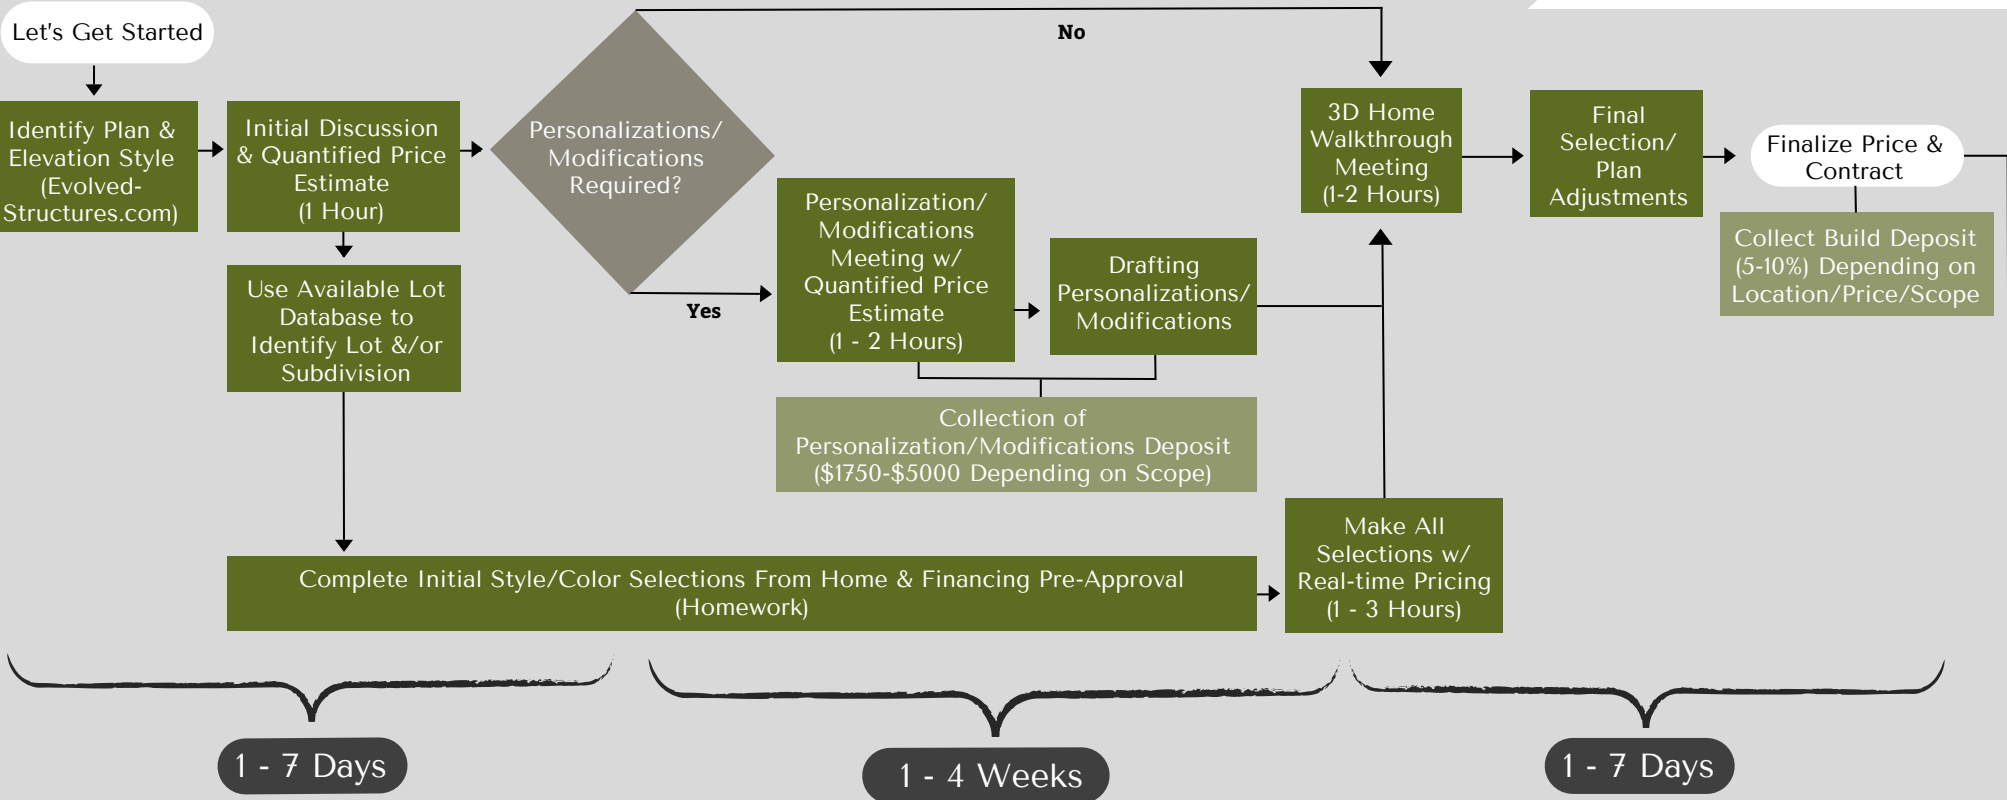 Let's Get Started
Identify Plan &
Elevation Style
(Evolved-
Structures.com)
Initial Discussion
& Quantified Price
Estimate
(1 Hour)
Use Available Lot
Database to
Identify Lot &/or
Subdivision
Personalizations/
Modifications
Required?
No
Yes
Personalization/
Modifications
Meeting w/
Quantified Price
Estimate
(1 - 2 Hours)
Drafting
Personalizations/
Modifications
Collection of
Personalization/Modifications Deposit
($1750-$5000 Depending on Scope)
Complete Initial Style/Color Selections From Home & Financing Pre-Approval
(Homework)
Make All
Selections w/
Real-time Pricing
(1 - 3 Hours)
3D Home
Walkthrough
Meeting
(1-2 Hours)
Final
Selection/
Plan
Adjustments
Finalize Price &
Contract
Collect Build Deposit
(5-10%) Depending on
Location/Price/Scope
1 - 7 Days
1 - 4 Weeks
1 - 7 Days